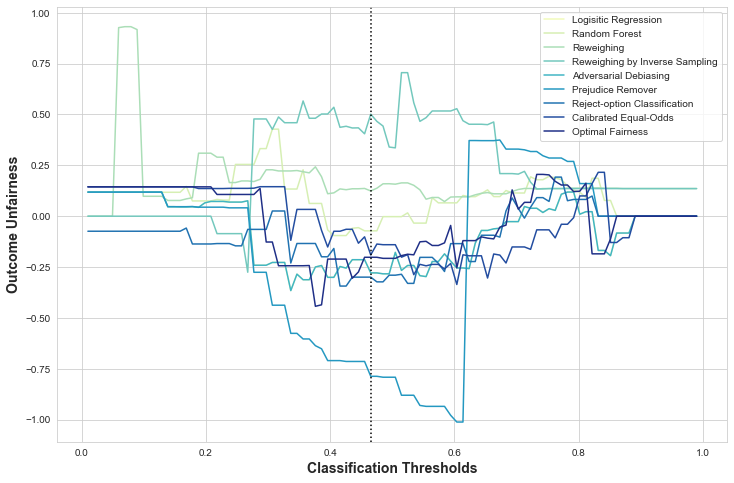 1.00
0.75
0.50
0.25
0.00
−0.25
−0.50
−0.75
−1.00
Outcome Unfairness
Logisitic Regression
Random Forest
Reweighing
Reweighing by Inverse Sampling
Adversarial Debiasing
Prejudice Remover
Reject-option Classification
Calibrated Equal-Odds
Optimal Fairness
0.0 0.2 0.4 0.6 0.8 1.0
Classification Thresholds